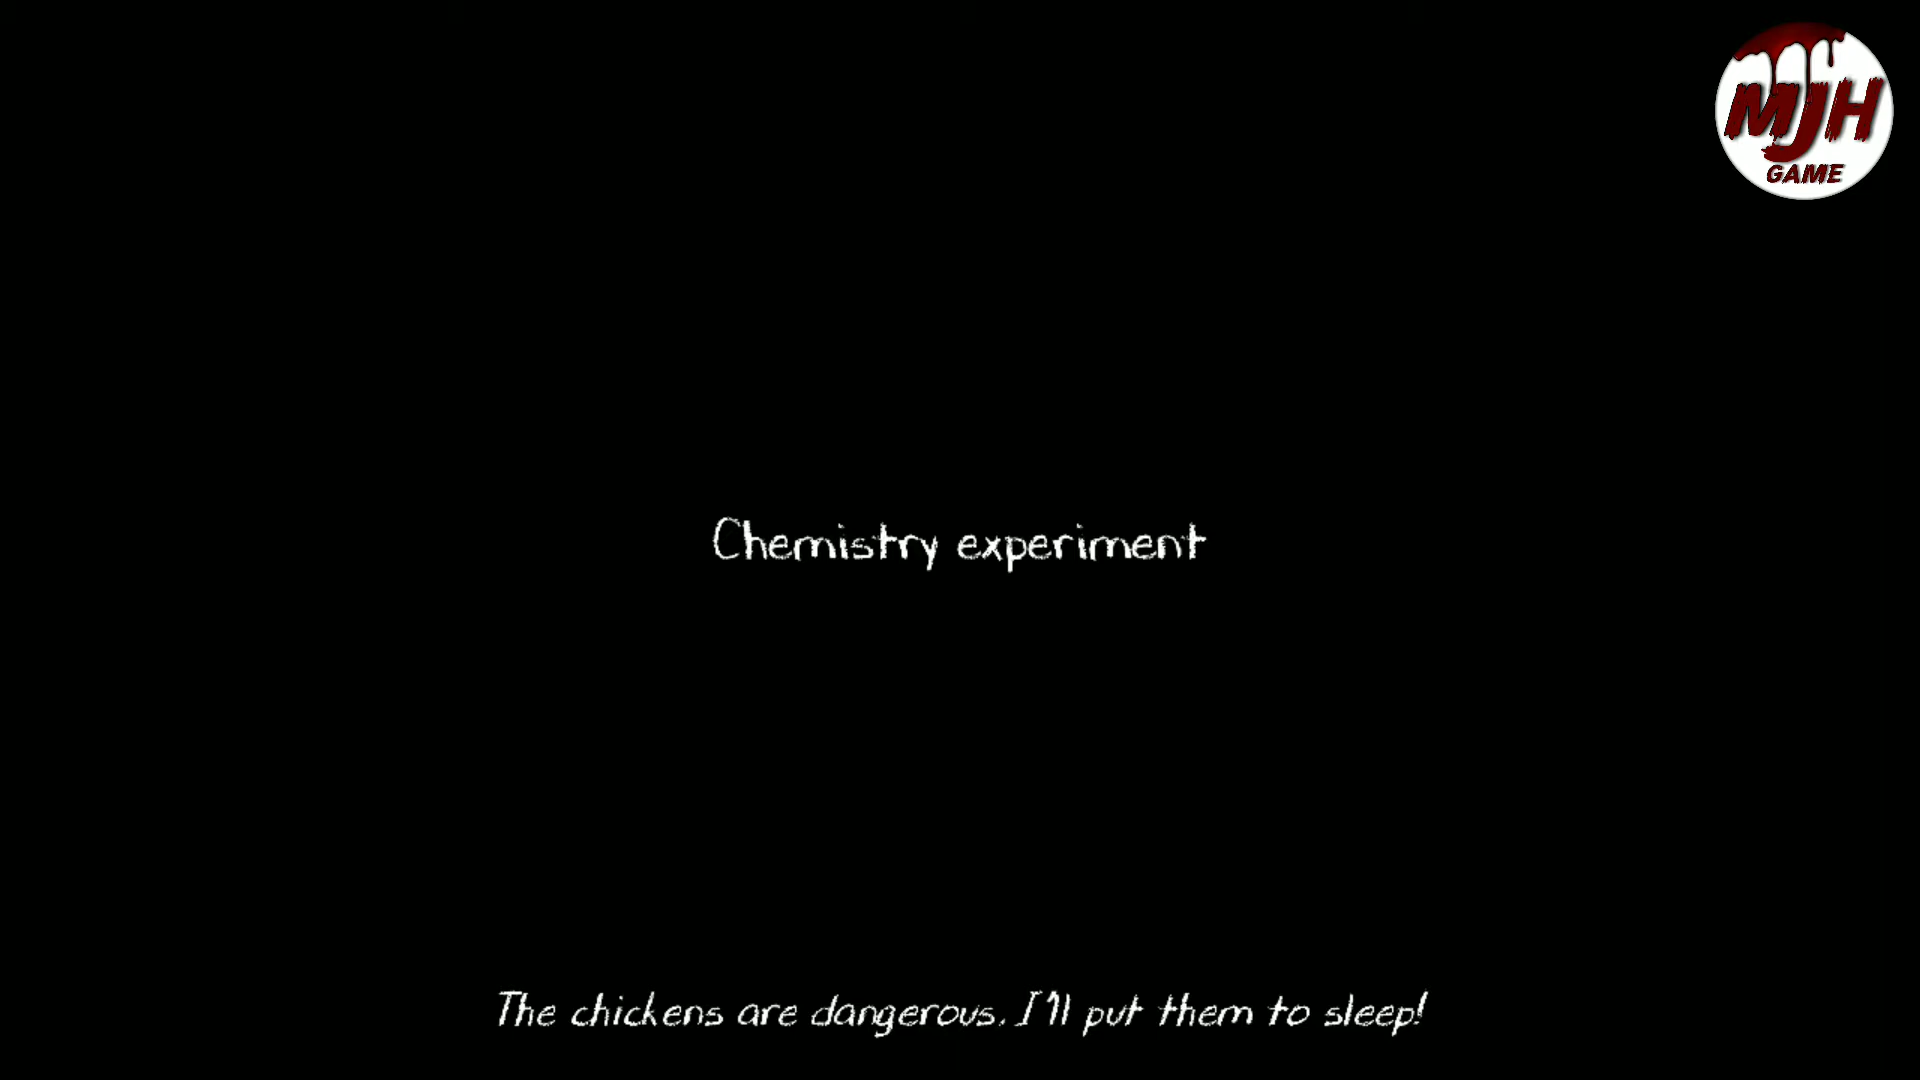 MJH
GAME
Chemistry experiment
The chickens are dangerous. I'll put them to sleep!